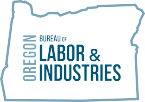 OREGON
BUREAU OF
LABOR &
INDUSTRIES